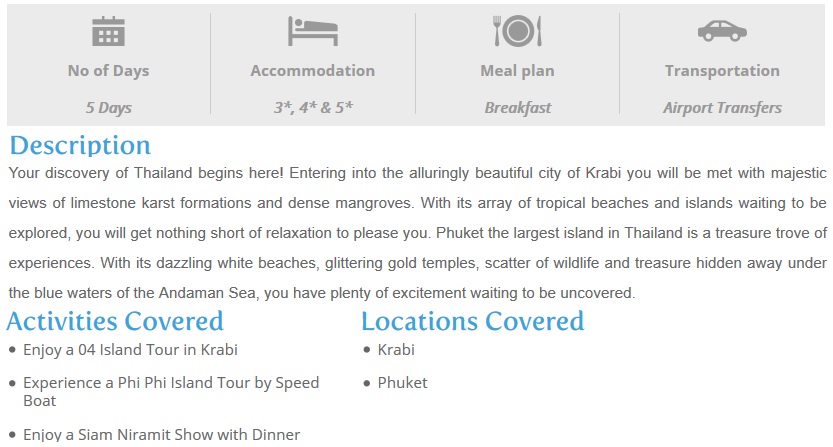 No of Days Accommodation Meal plan Transportation
5 Days 3*, 4* & 5* Breakfast Airport Transfers
Description
Your discovery of Thailand begins here! Entering into the alluringly beautiful city of Krabi you will be met with majestic
views of limestone karst formations and dense mangroves. With its array of tropical beaches and islands waiting to be
explored, you will get nothing short of relaxation to please you. Phuket the largest island in Thailand is a treasure trove of
experiences. With its dazzling white beaches, glittering gold temples, scatter of wildlife and treasure hidden away under
the blue waters of the Andaman Sea, you have plenty of excitement waiting to be uncovered.
Activities Covered
• Enjoy a 04 Island Tour in Krabi
• Experience a Phi Phi Island Tour by Speed
Boat
• Enjoy a Siam Niramit Show with Dinner
Locations Covered
• Krabi
• Phuket